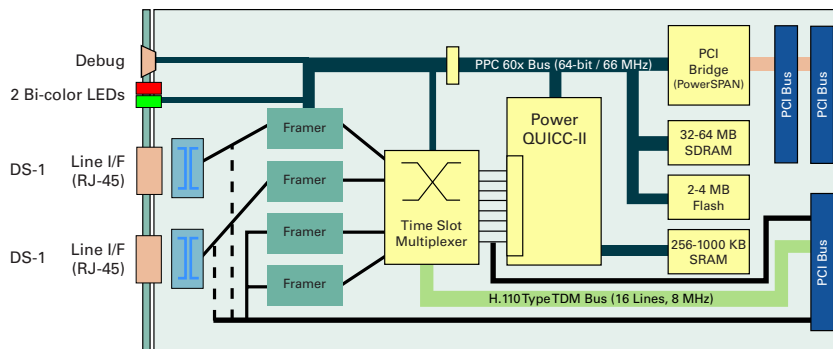 Debug
2 Bi-color LEDs
DS-1
Line I/F
(RJ-45)
DS-1
Line I/F
(RJ-45)
Framer
Framer
Framer
Framer
Time Slot
Multiplexer
PPC 60x Bus (64-bit / 66 MHz)
Power
QUICC-II
PCI
Bridge
(PowerSPAN)
32-64 MB
SDRAM
2-4 MB
Flash
256-1000 KB
SRAM
H.110 Type TDM Bus (16 Lines, 8 MHz)
PCI Bus
PCI Bus
PCI Bus